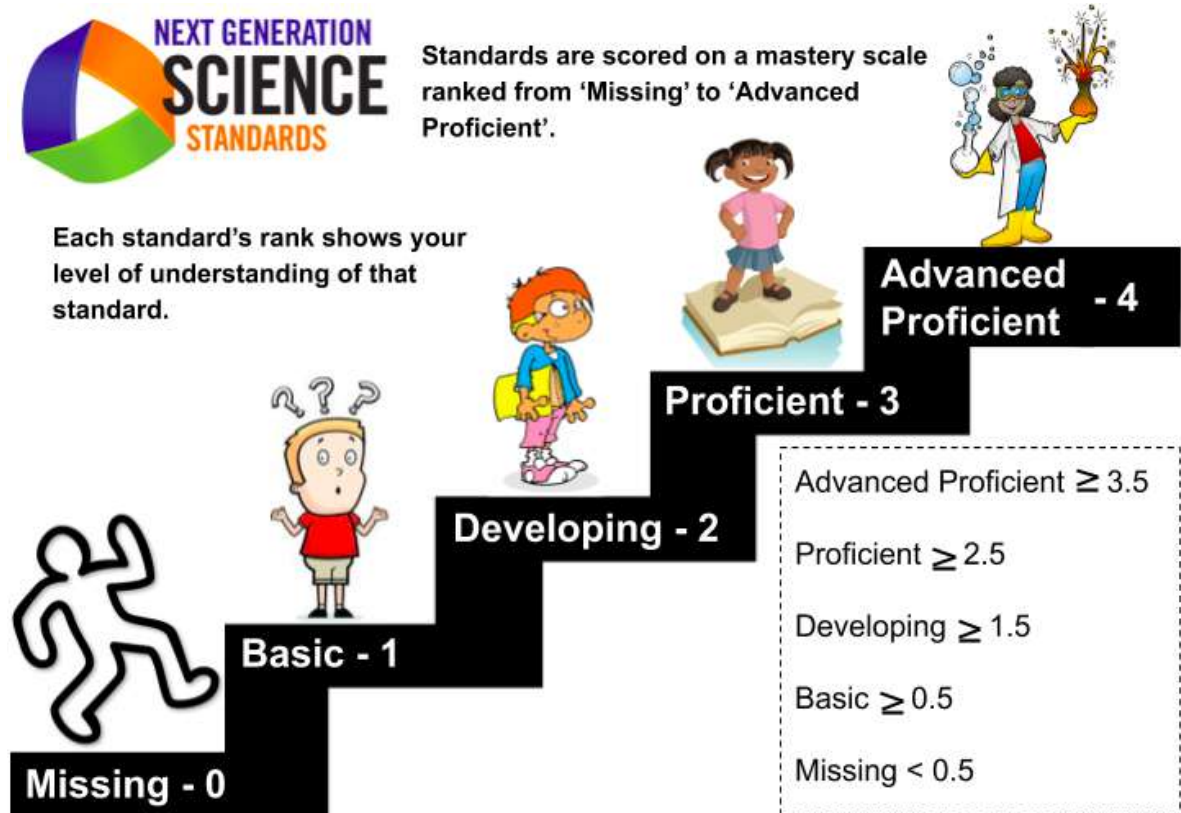 NEXT GENERATION
SCIENCE
STANDARDS
Standards are scored on a mastery scale
ranked from ‘Missing’ to ‘Advanced
Proficient’.
Each standard’s rank shows your
level of understanding of that
standard.
???
Advanced
Proficient - 4
Proficient - 3
Developing - 2
Basic - 1
Missing - 0
Advanced Proficient ≥ 3.5
Proficient ≥ 2.5
Developing ≥ 1.5
Basic ≥ 0.5
Missing < 0.5